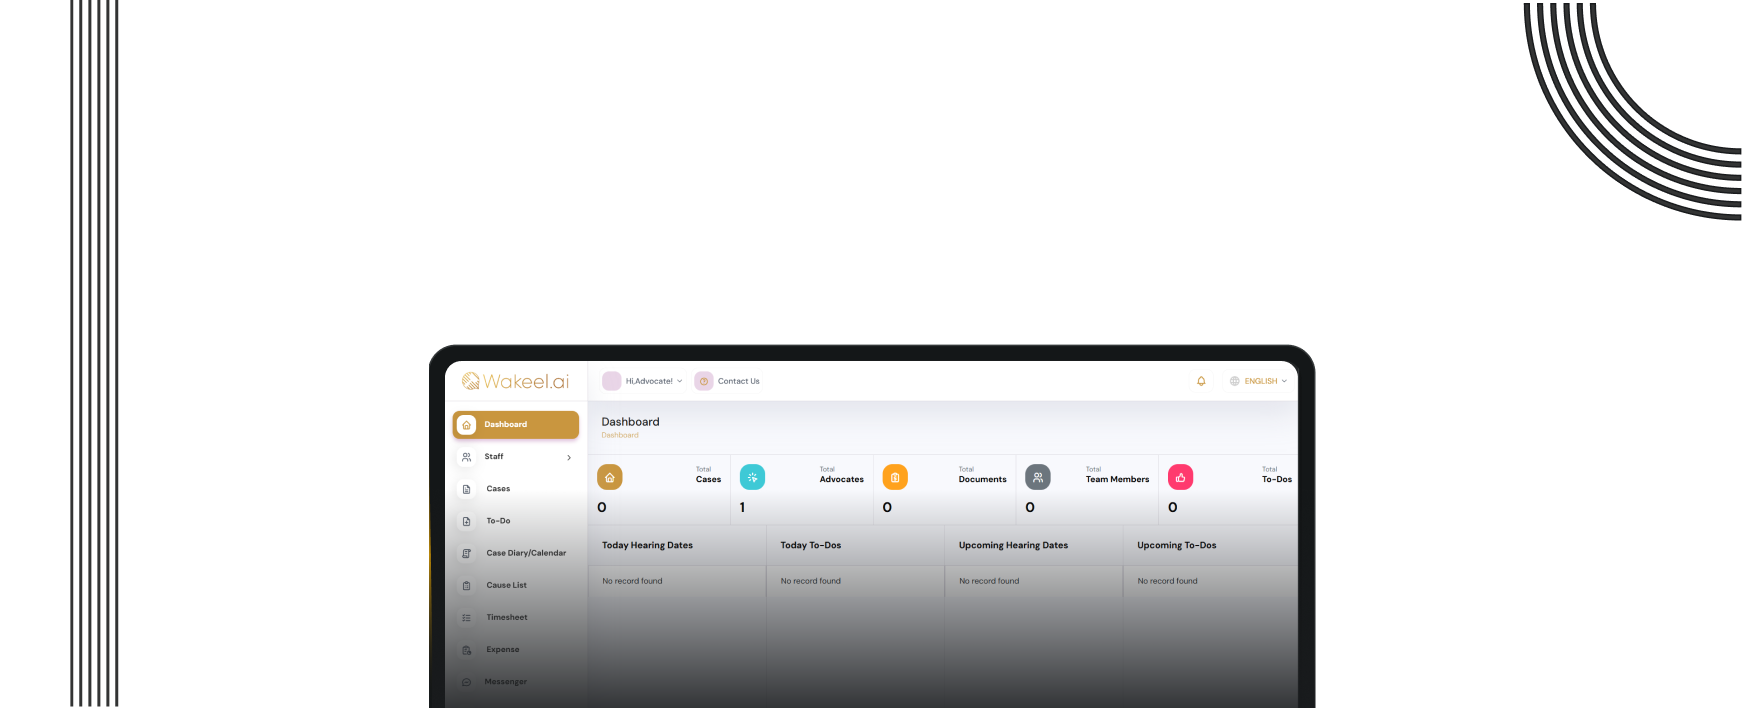 Wakeel.ai
Hi,Advocate!
Contact Us
ENGLISH
Dashboard
Staff
Cases
To-Do
Case Diary/Calendar
Cause List
Timesheet
Expense
Messenger
Dashboard
Dashboard
Total
Cases
0
Total
Advocates
1
Total
Documents
0
Total
Team Members
0
Total
To-Dos
0
Today Hearing Dates
No record found
Today To-Dos
No record found
Upcoming Hearing Dates
No record found
Upcoming To-Dos
No record found